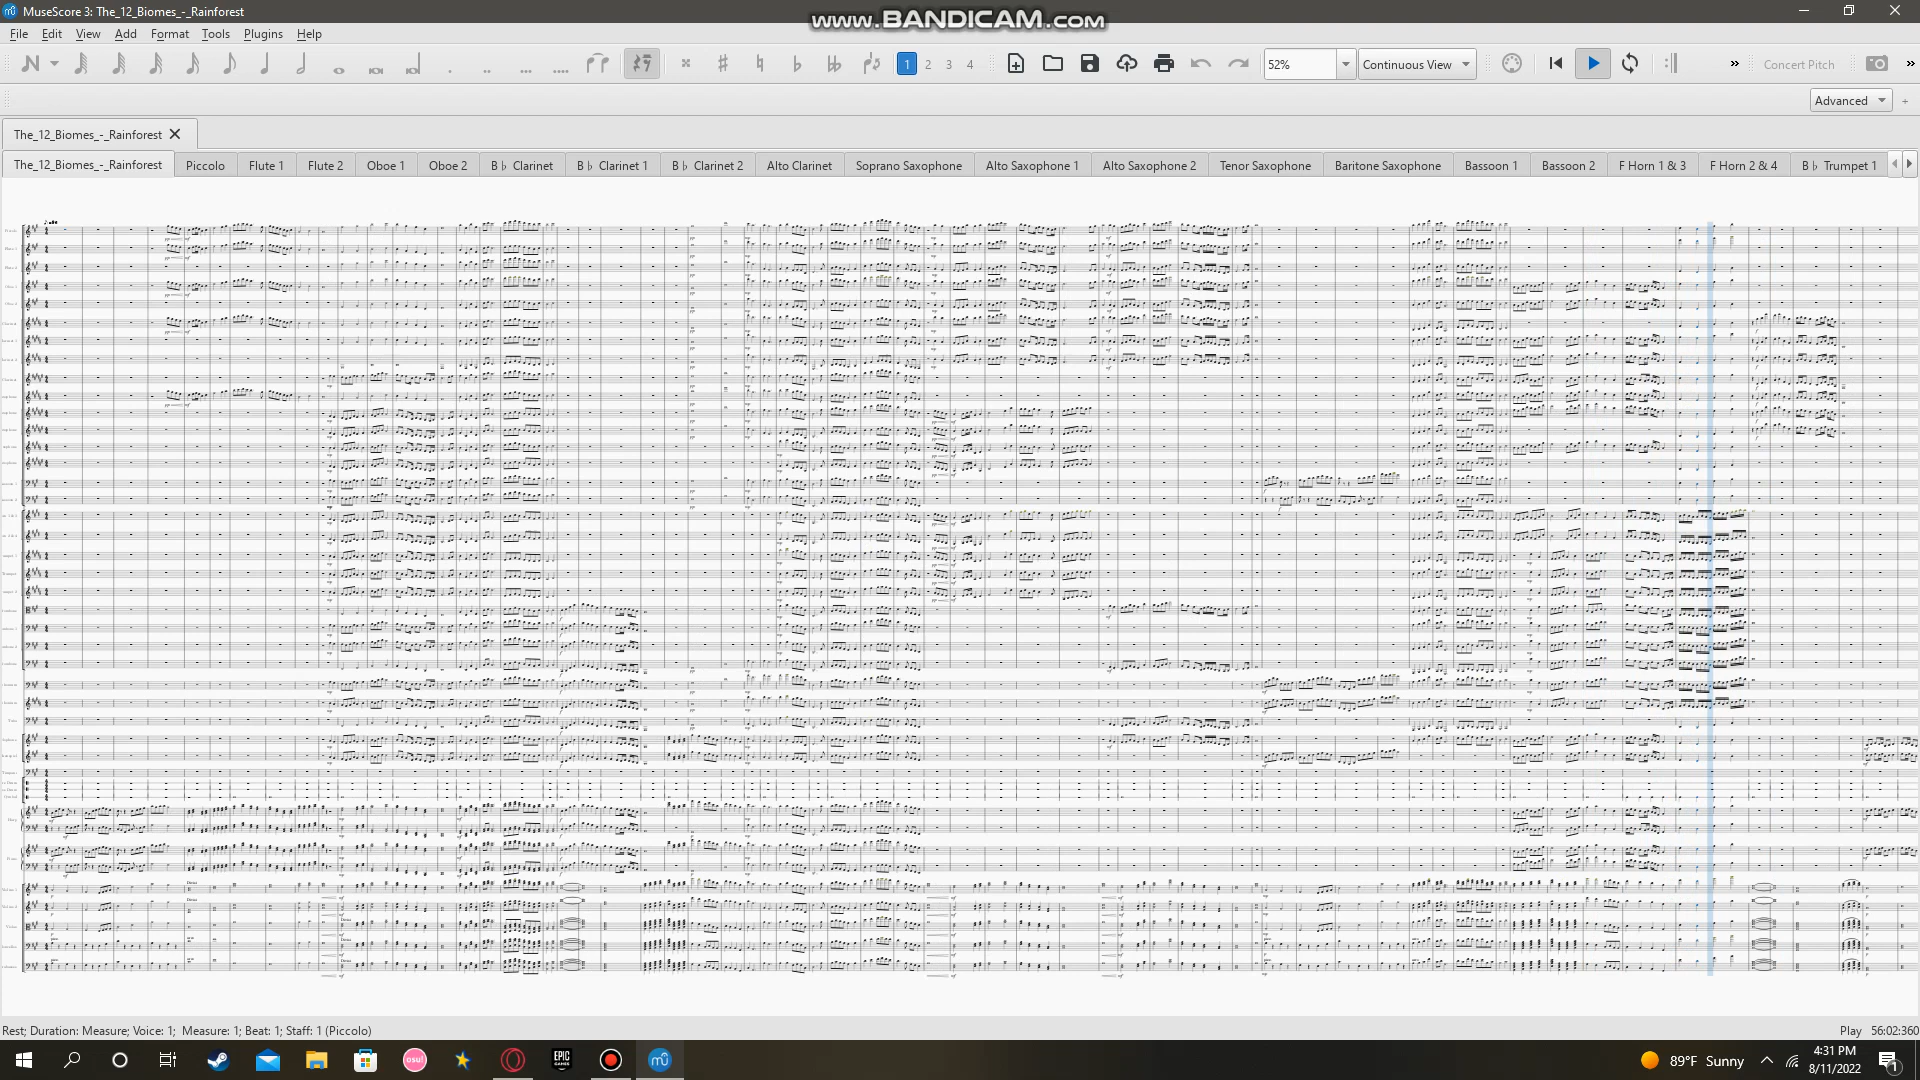 MuseScore 3: The_12_Biomes_-_Rainforest
www.BANDICAM.com
File Edit View Add Format Tools Plugins Help
1 2 3 4 52% Continuous View Concert Pitch
Advanced
The_12_Biomes_-_Rainforest
The_12_Biomes_-_Rainforest Piccolo Flute 1 Flute 2 Oboe 1 Oboe 2 B♭ Clarinet B♭ Clarinet 1 B♭ Clarinet 2 Alto Clarinet Soprano Saxophone Alto Saxophone 1 Alto Saxophone 2 Tenor Saxophone Baritone Saxophone Bassoon 1 Bassoon 2 F Horn 1 & 3 F Horn 2 & 4 B♭ Trumpet 1
Rest; Duration: Measure; Voice: 1; Measure: 1; Beat: 1; Staff: 1 (Piccolo) Play 56:02:360
osu! EPIC GAMES 89°F Sunny 4:31 PM
8/11/2022 1